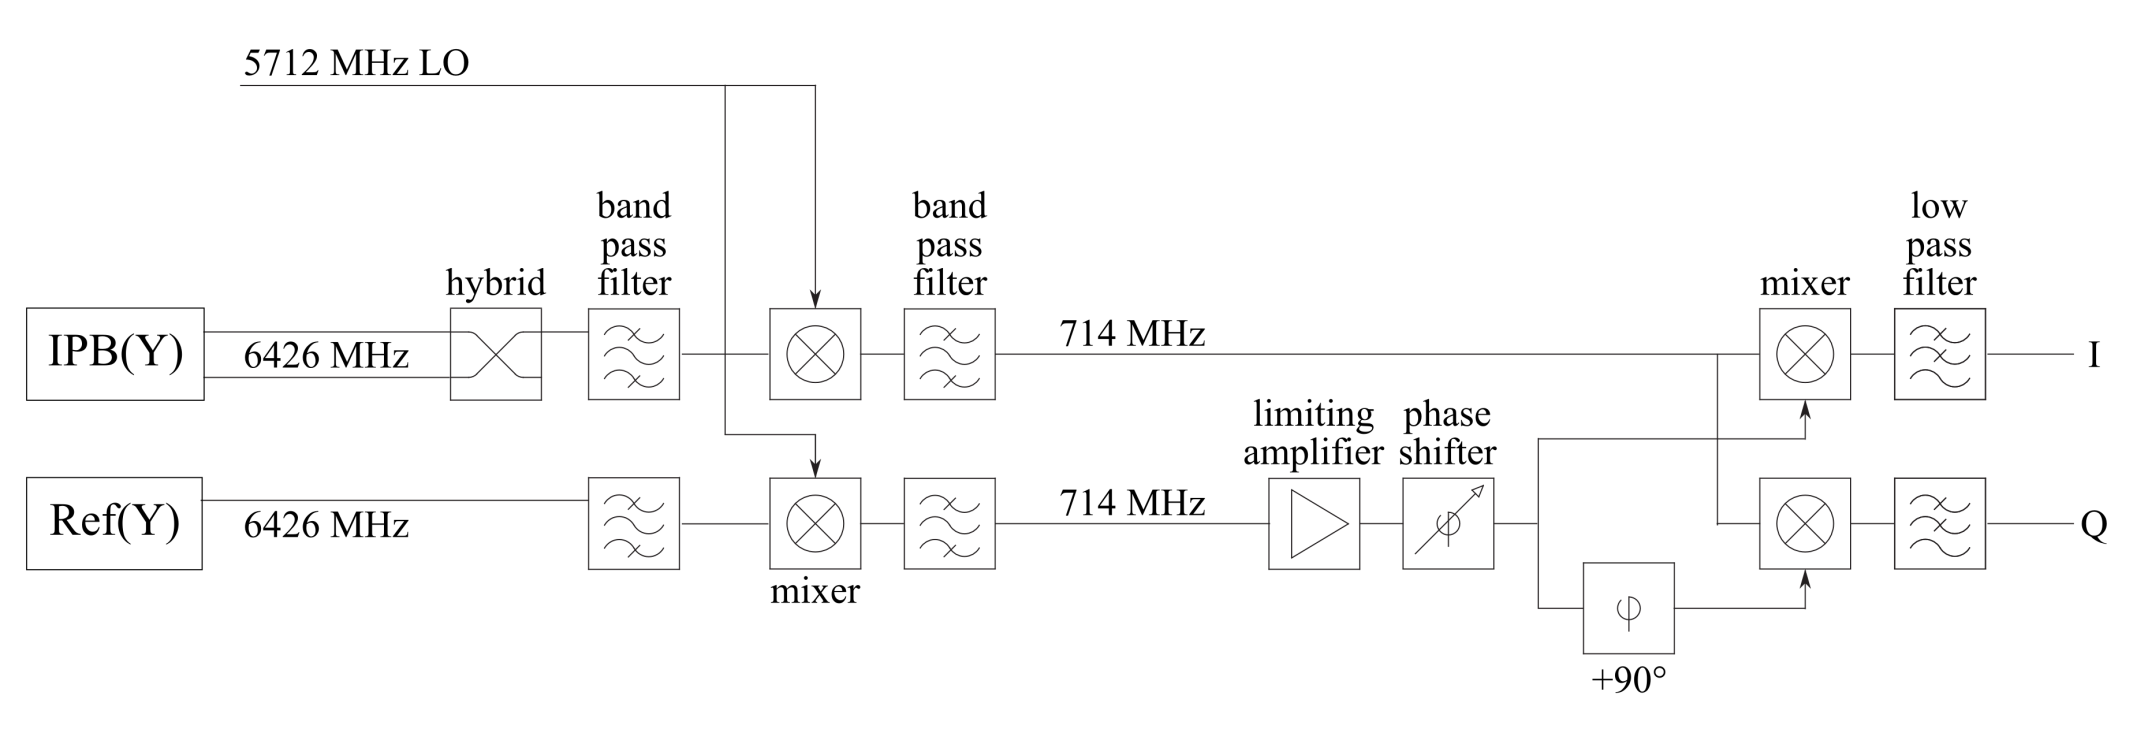 5712 MHz LO
band
pass
filter
band
pass
filter
low
pass
filter
hybrid
mixer
IPB(Y)
6426 MHz
714 MHz
I
limiting
amplifier
phase
shifter
Ref(Y)
6426 MHz
714 MHz
ϕ
Q
mixer
φ
+90°